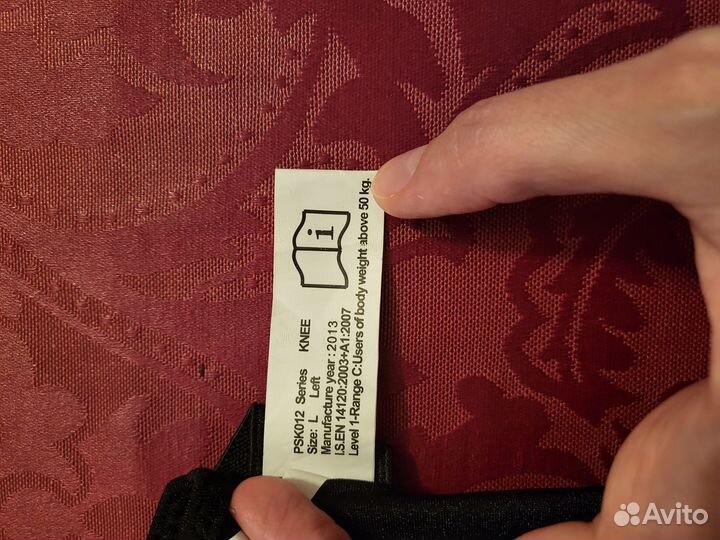 PSK012 Series KNEE
Size: L Left
Manufacture year: 2013
I.S.EN 14120:2003+A1:2007
Level 1-Range C:Users of body weight above 50 kg.
i
Avito